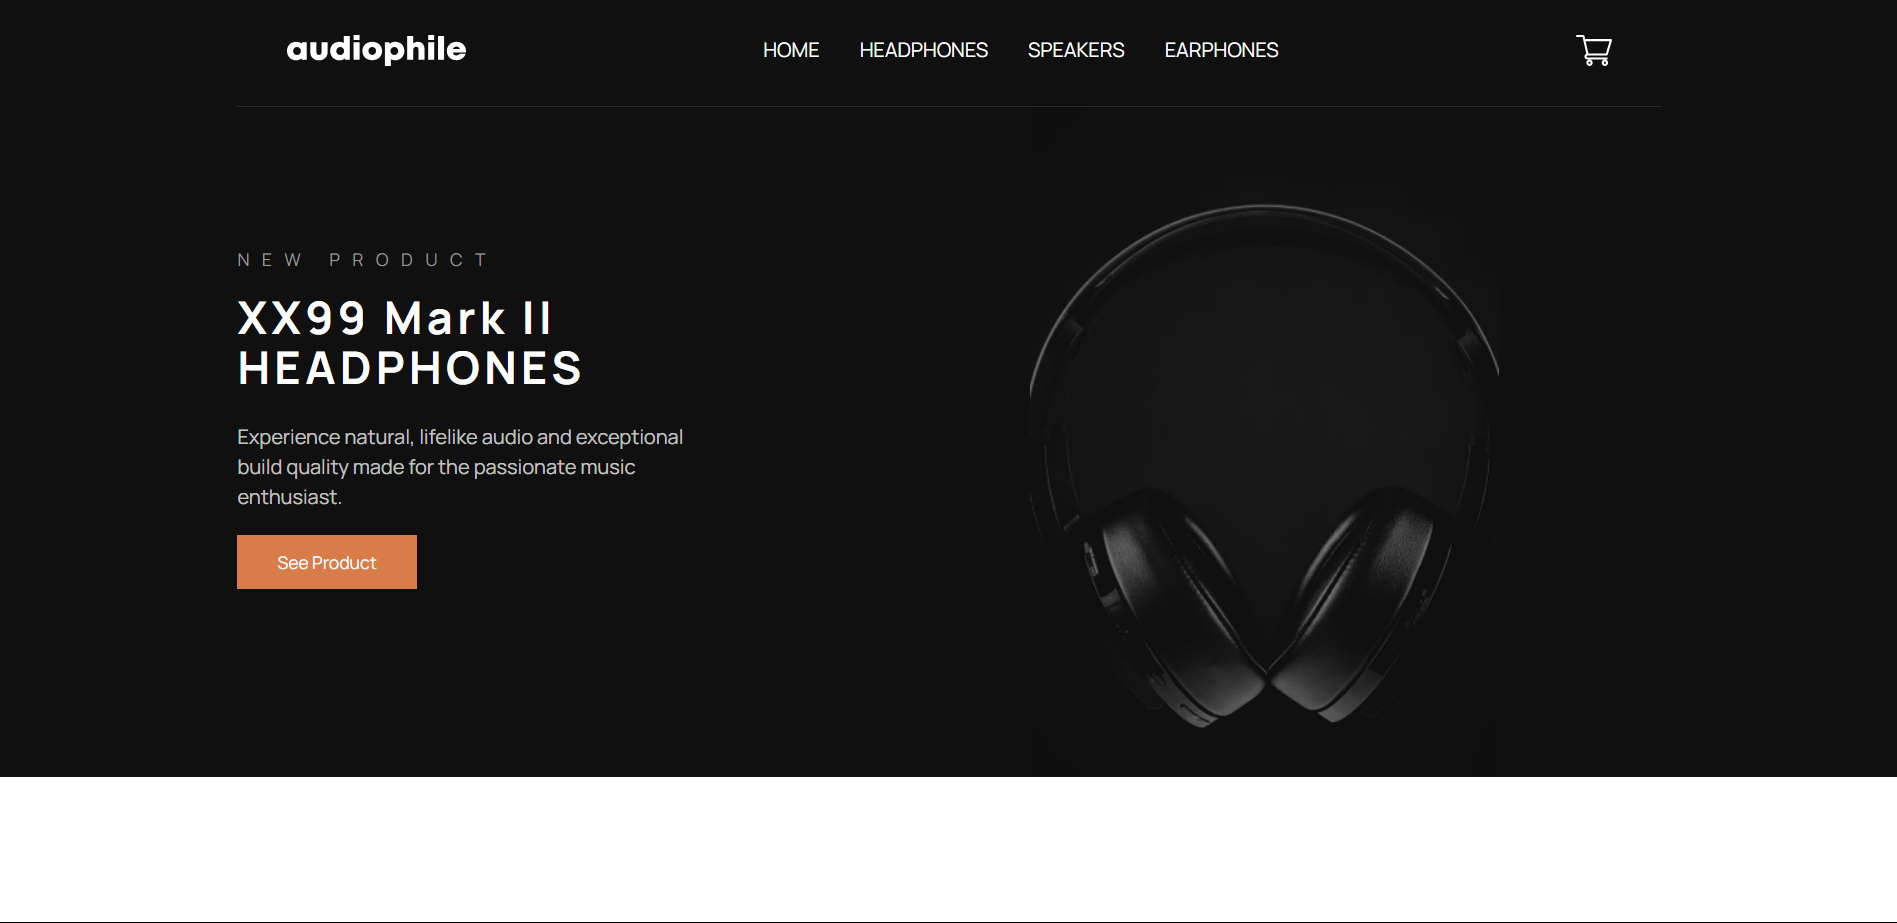 audiophile
HOME HEADPHONES SPEAKERS EARPHONES
NEW PRODUCT
XX99 Mark II
HEADPHONES
Experience natural, lifelike audio and exceptional
build quality made for the passionate music
enthusiast.
See Product